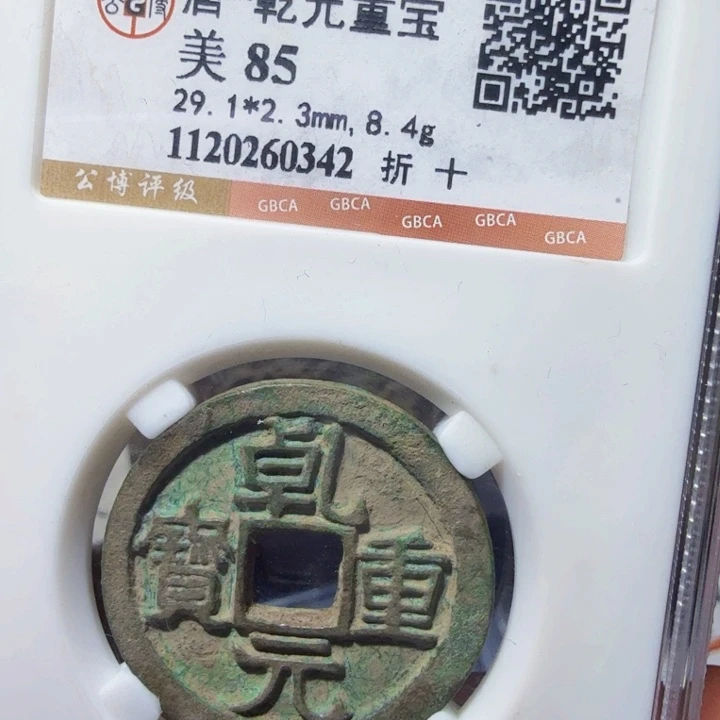 唐 乾元重宝
美 85
29.1*2.3mm, 8.4g
1120260342 折十
公博评级 GBCA GBCA GBCA GBCA GBCA
乾
寶 重
元